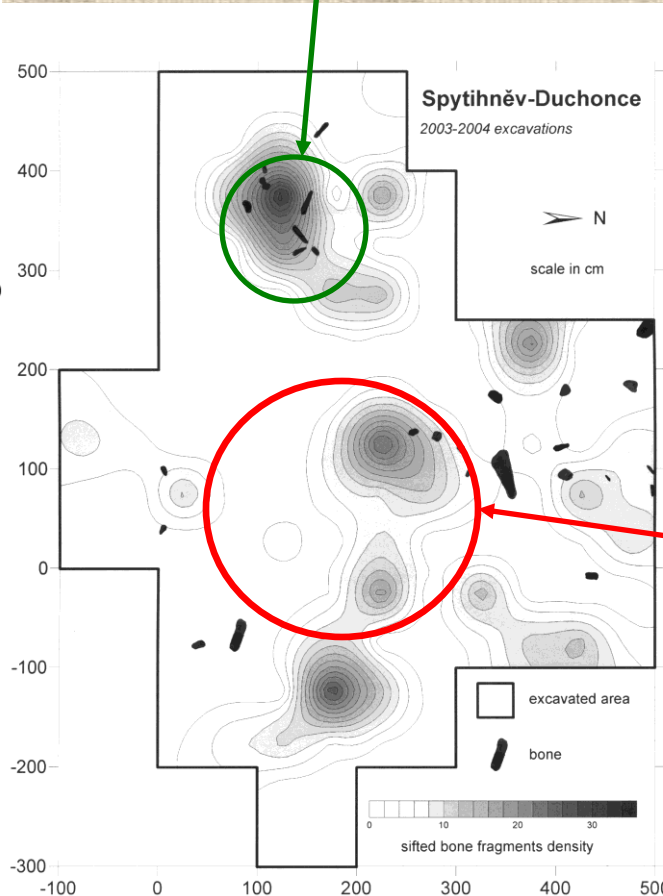 500
400
300
200
100
0
-100
-200
-300
-100
0
100
200
300
400
500
Spytihněv-Duchonce
2003-2004 excavations
N
scale in cm
excavated area
bone
0 10 20 30
sifted bone fragments density